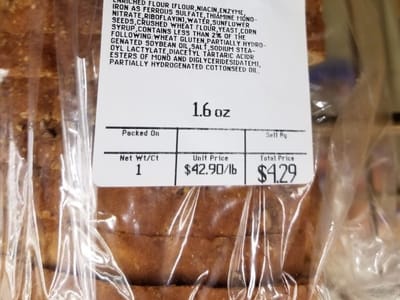 ENRICHED FLOUR (FLOUR,NIACIN,ENZYME,
IRON AS FERROUS SULFATE,THIAMINE MONO-
NITRATE,RIBOFLAVIN),WATER,SUNFLOWER
SEEDS,CRUSHED WHEAT FLOUR,YEAST,CORN
SYRUP,CONTAINS LESS THAN 2% OF THE
FOLLOWING WHEAT GLUTEN,PARTIALLY HYDRO-
GENATED SOYBEAN OIL,SALT,SODIUM STEA-
OYL LACTYLATE,DIACETYL TARTARIC ACID(
ESTERS OF MONO AND DIGLYCERIDES(DATEM),
PARTIALLY HYDROGENATED COTTONSEED OIL.
1.6 oz
Packed On Sell By
Net Wt/Ct Unit Price Total Price
1 $42.90/lb $4.29